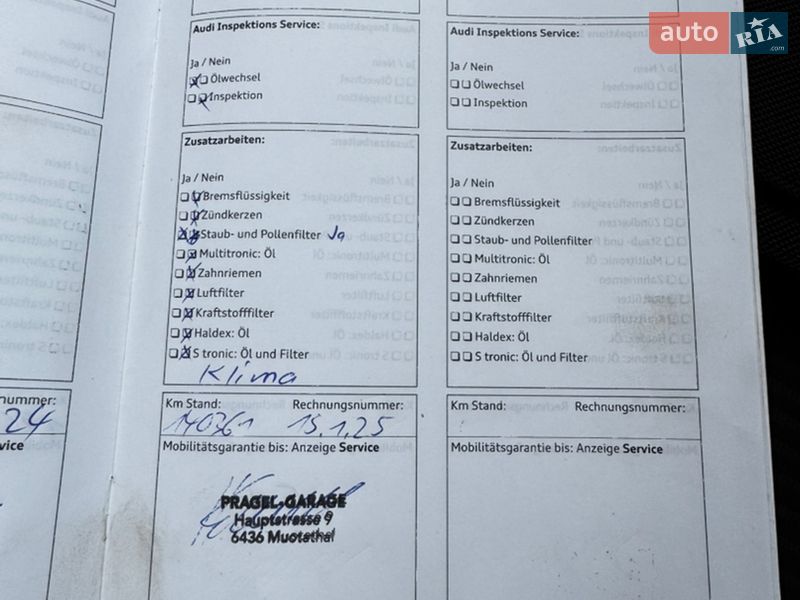 auto RIA .com
Audi Inspektions Service:
Ja / Nein
Ölwechsel
Inspektion
Zusatzarbeiten:
Ja / Nein
Bremsflüssigkeit
Zündkerzen
Staub- und Pollenfilter Ja
Multitronic: Öl
Zahnriemen
Luftfilter
Kraftstofffilter
Haldex: Öl
S tronic: Öl und Filter
Klima
Km Stand: Rechnungsnummer:
140361 15.1.25
Mobilitätsgarantie bis: Anzeige Service
PRAGEL-GARAGE
Hauptstrasse 9
6436 Muotathal
Audi Inspektions Service:
Ja / Nein
Ölwechsel
Inspektion
Zusatzarbeiten:
Ja / Nein
Bremsflüssigkeit
Zündkerzen
Staub- und Pollenfilter
Multitronic: Öl
Zahnriemen
Luftfilter
Kraftstofffilter
Haldex: Öl
S tronic: Öl und Filter
Km Stand: Rechnungsnummer:
Mobilitätsgarantie bis: Anzeige Service
nummer:
24
vice